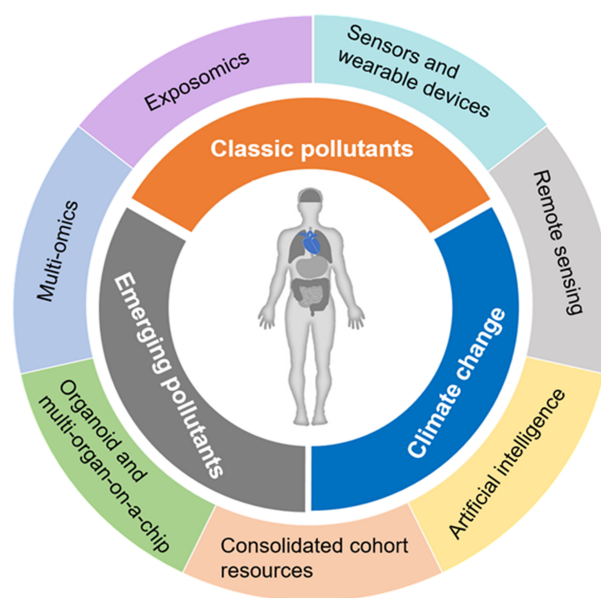 Exposomics
Sensors and
wearable devices
Classic pollutants
Multi-omics
Remote sensing
Emerging pollutants
Climate change
Organoid and
multi-organ-on-a-chip
Artificial intelligence
Consolidated cohort
resources